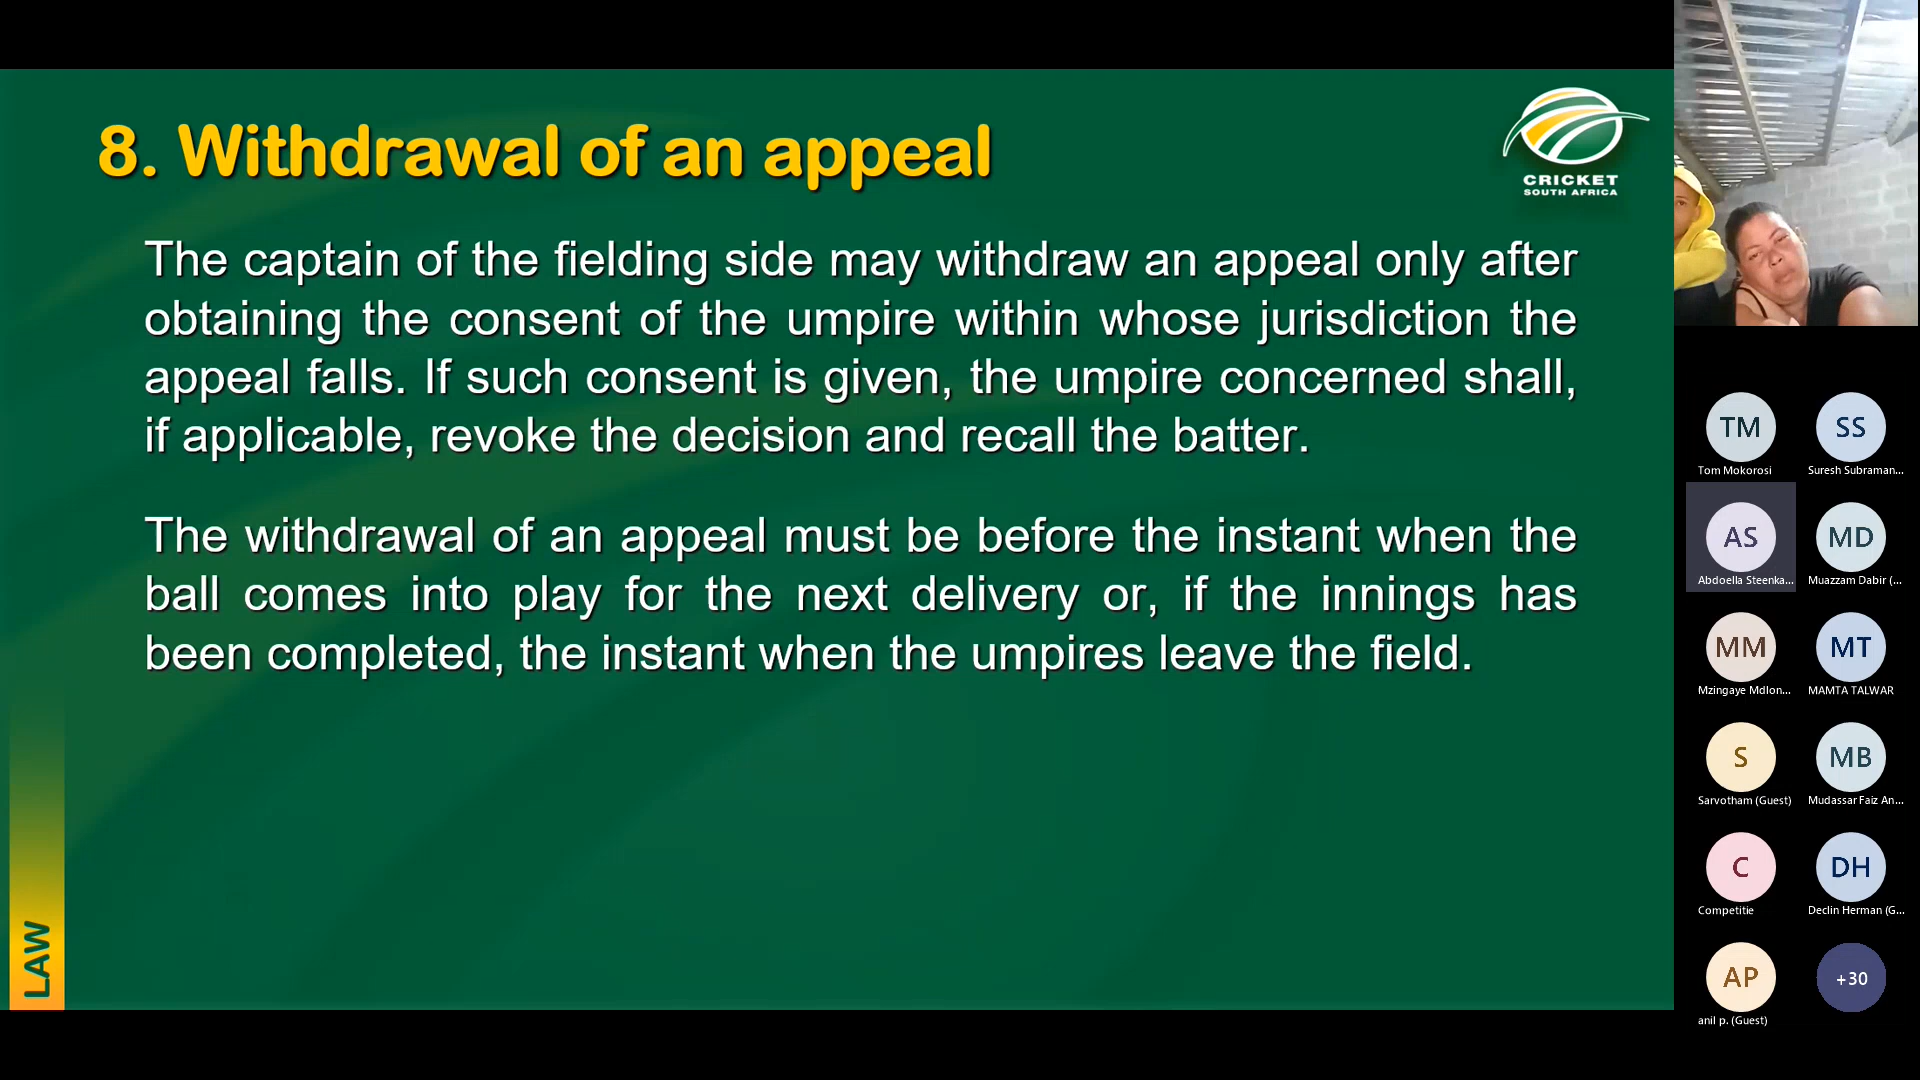 8. Withdrawal of an appeal
CRICKET
SOUTH AFRICA
The captain of the fielding side may withdraw an appeal only after
obtaining the consent of the umpire within whose jurisdiction the
appeal falls. If such consent is given, the umpire concerned shall,
if applicable, revoke the decision and recall the batter.
The withdrawal of an appeal must be before the instant when the
ball comes into play for the next delivery or, if the innings has
been completed, the instant when the umpires leave the field.
LAW
TM
Tom Mokorosi
SS
Suresh Subraman...
AS
Abdoella Steenka...
MD
Muazzam Dabir (...
MM
Mzingaye Mdlon...
MT
MAMTA TALWAR
S
Sarvotham (Guest)
MB
Mudassar Faiz An...
C
Competitie
DH
Declin Herman (G...
AP
anil p. (Guest)
+30